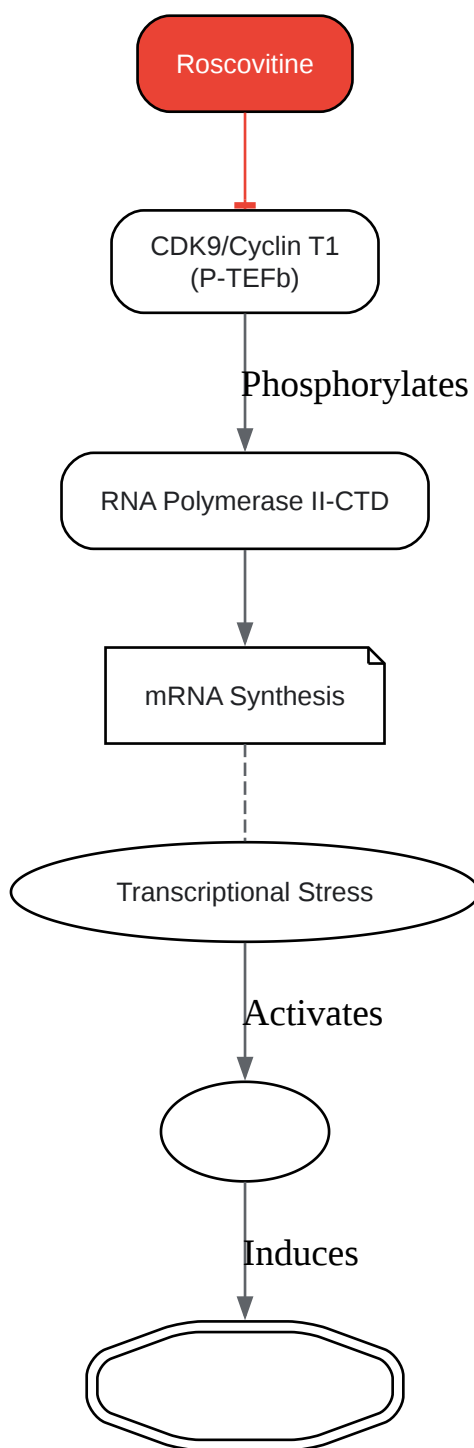 Roscovitine
CDK9/Cyclin T1
(P-TEFb)
Phosphorylates
RNA Polymerase II-CTD
mRNA Synthesis
Transcriptional Stress
Activates
Induces